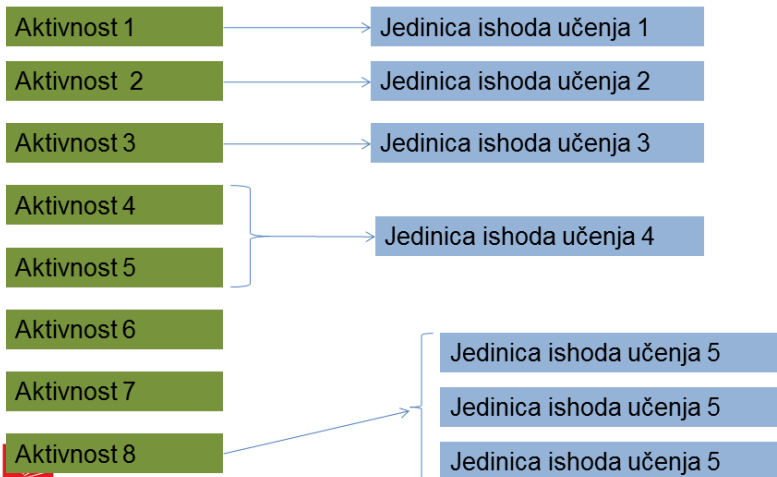 Aktivnost 1
Jedinica ishoda učenja 1
Aktivnost 2
Jedinica ishoda učenja 2
Aktivnost 3
Jedinica ishoda učenja 3
Aktivnost 4
Aktivnost 5
Jedinica ishoda učenja 4
Aktivnost 6
Aktivnost 7
Aktivnost 8
Jedinica ishoda učenja 5
Jedinica ishoda učenja 5
Jedinica ishoda učenja 5